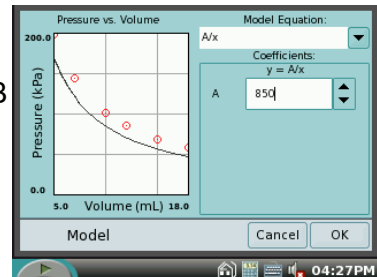 Pressure vs. Volume
Model Equation:
200.0
A/x
Coefficients:
y = A/x
A 850
Pressure (kPa)
0.0
5.0 Volume (mL) 18.0
Model Cancel OK
04:27PM